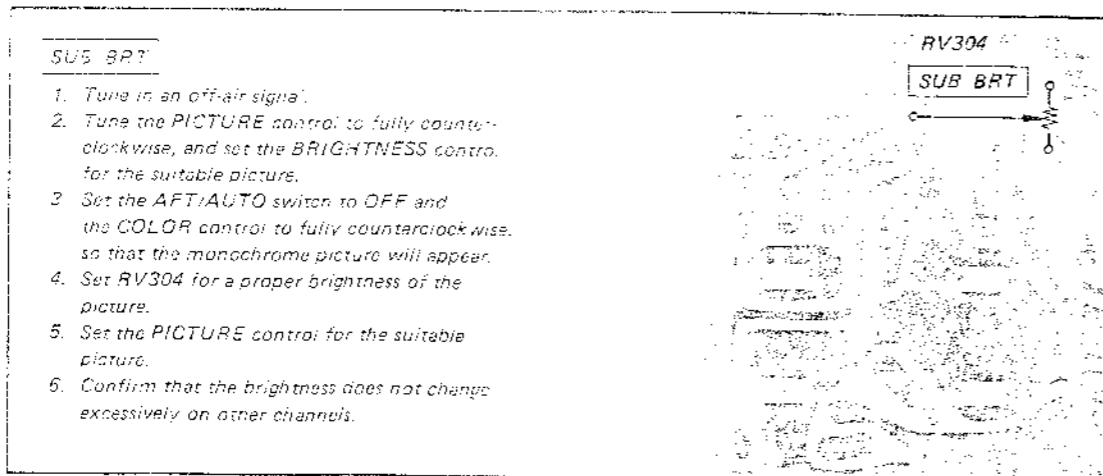 SUB BRT
1. Tune in an off-air signal.
2. Tune the PICTURE control to fully counter-
clockwise, and set the BRIGHTNESS control
for the suitable picture.
3 Set the AFT/AUTO switch to OFF and
the COLOR control to fully counterclockwise,
so that the monochrome picture will appear.
4. Set RV304 for a proper brightness of the
picture.
5. Set the PICTURE control for the suitable
picture.
6. Confirm that the brightness does not change
excessively on other channels.
RV304
SUB BRT